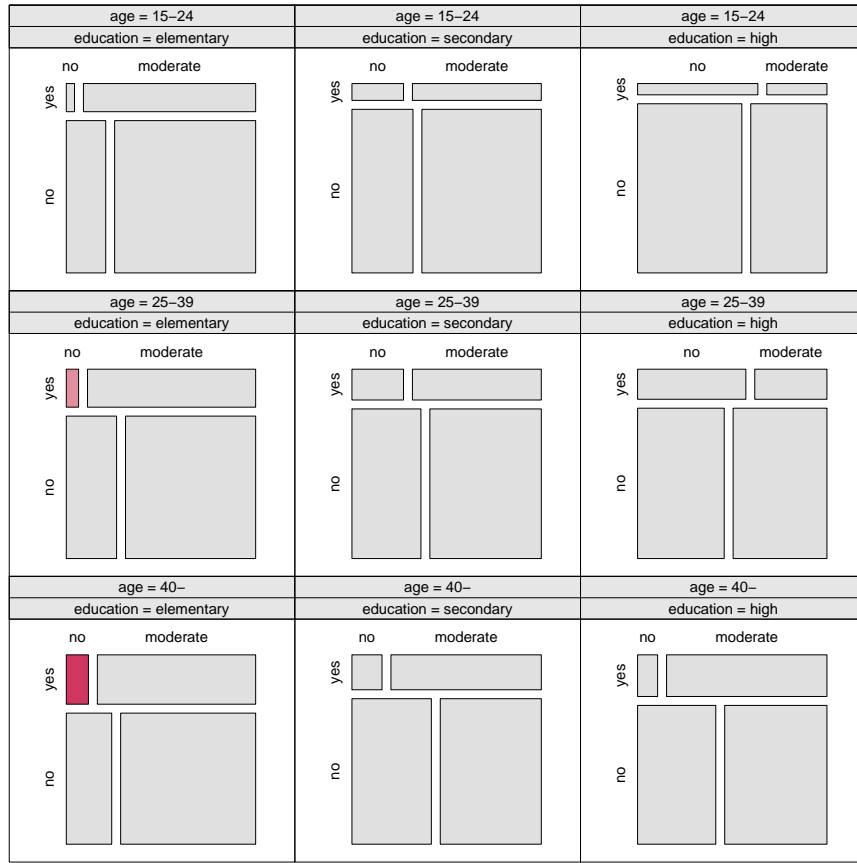 age = 15−24
education = elementary
no moderate
yes
no
age = 15−24
education = secondary
no moderate
yes
no
age = 15−24
education = high
no moderate
yes
no
age = 25−39
education = elementary
no moderate
yes
no
age = 25−39
education = secondary
no moderate
yes
no
age = 25−39
education = high
no moderate
yes
no
age = 40−
education = elementary
no moderate
yes
no
age = 40−
education = secondary
no moderate
yes
no
age = 40−
education = high
no moderate
yes
no